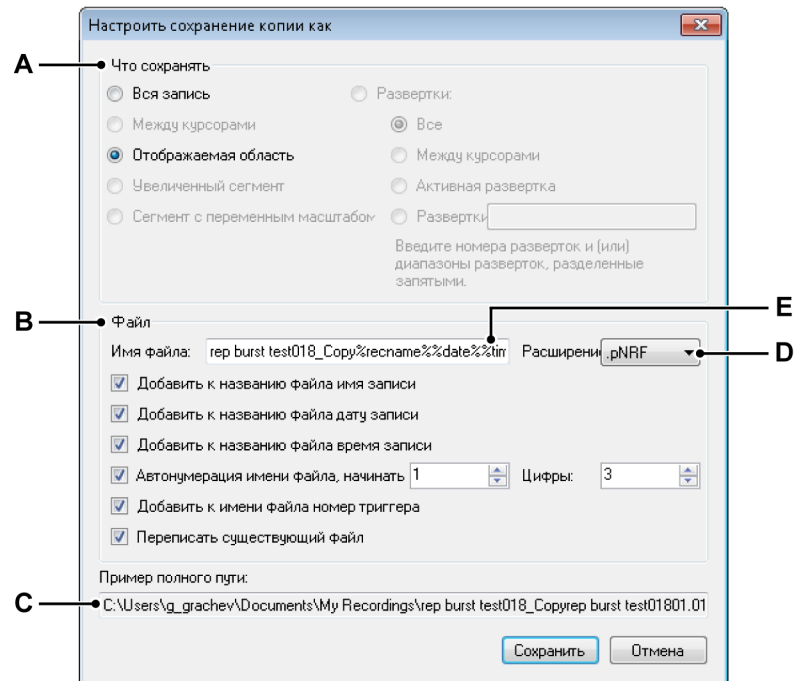 Настроить сохранение копии как
A
Что сохранять
Вся запись
Развертки:
Между курсорами
Все
Отображаемая область
Между курсорами
Увеличенный сегмент
Активная развертка
Сегмент с переменным масштабом
Развертки
Введите номера разверток и (или)
диапазоны разверток, разделенные
запятыми.
E
B
Файл
Имя файла:
rep burst test018_Copy%recname%%date%%tim
Расширени
.pNRF
D
Добавить к названию файла имя записи
Добавить к названию файла дату записи
Добавить к названию файла время записи
Автонумерация имени файла, начинать
1
Цифры:
3
Добавить к имени файла номер триггера
Переписать существующий файл
Пример полного пути:
C
C:\Users\g_grachev\Documents\My Recordings\rep burst test018_Copyrep burst test01801.01
Сохранить
Отмена